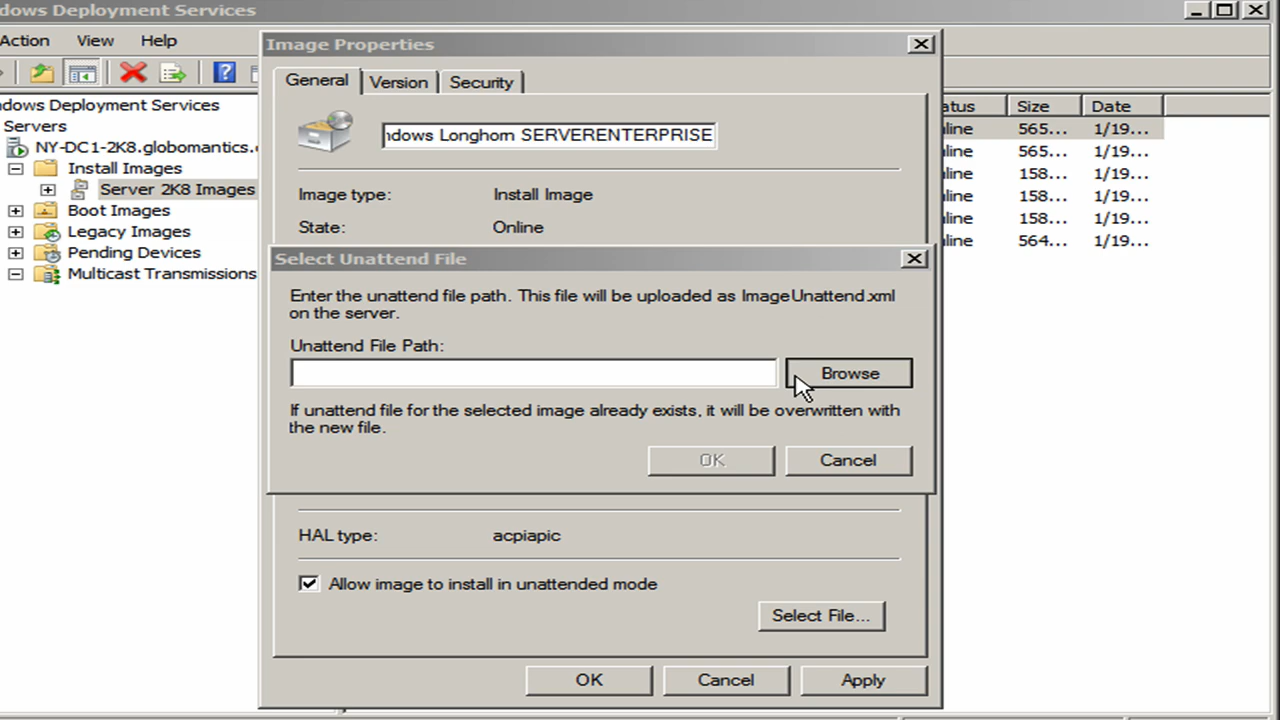 ndows Deployment Services
Action View Help
ndows Deployment Services
Servers
NY-DC1-2K8.globomantics.
Install Images
Server 2K8 Images
Boot Images
Legacy Images
Pending Devices
Multicast Transmissions
Image Properties
General Version Security
ndows Longhorn SERVERENTERPRISE
Image type: Install Image
State: Online
Select Unattend File
Enter the unattend file path. This file will be uploaded as ImageUnattend.xml
on the server.
Unattend File Path:
Browse
If unattend file for the selected image already exists, it will be overwritten with
the new file.
OK Cancel
HAL type: acpiapic
Allow image to install in unattended mode
Select File...
OK Cancel Apply
atus Size Date
nline 565... 1/19...
nline 565... 1/19...
nline 158... 1/19...
nline 158... 1/19...
nline 158... 1/19...
nline 564... 1/19...